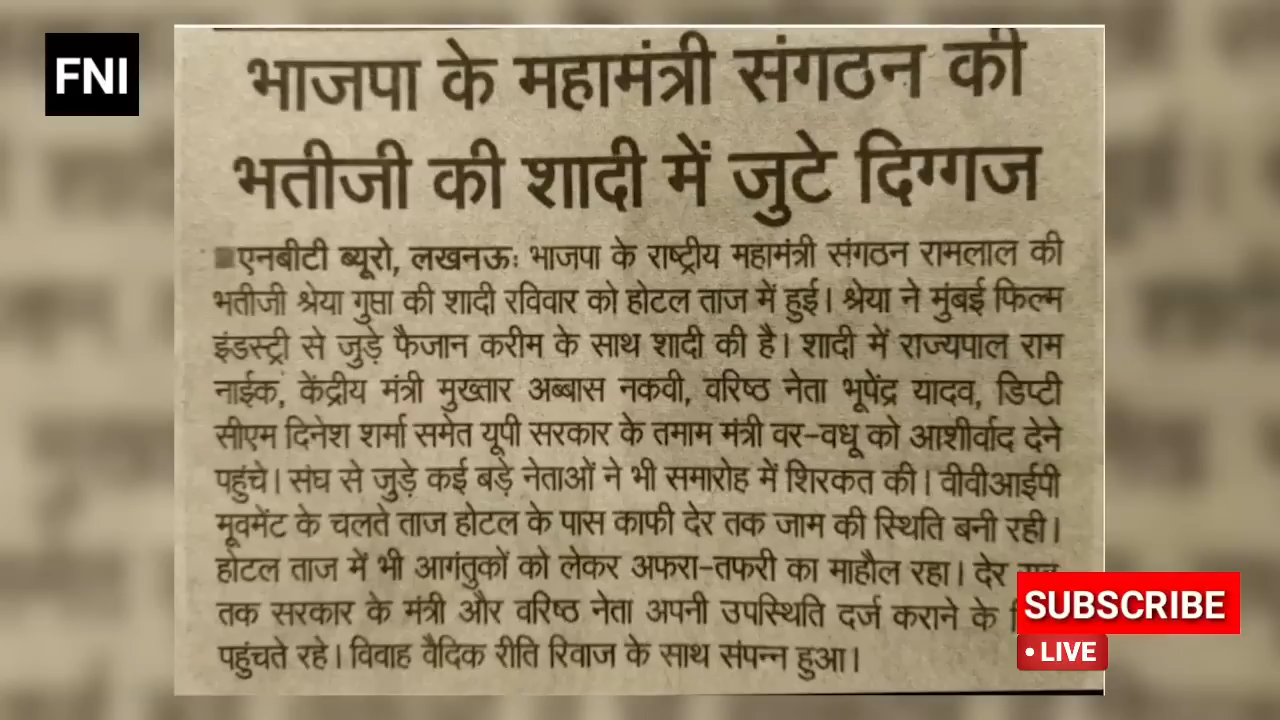 FNI
भाजपा के महामंत्री संगठन की
भतीजी की शादी में जुटे दिग्गज
एनबीटी ब्यूरो, लखनऊः भाजपा के राष्ट्रीय महामंत्री संगठन रामलाल की
भतीजी श्रेया गुप्ता की शादी रविवार को होटल ताज में हुई। श्रेया ने मुंबई फिल्म
इंडस्ट्री से जुड़े फैजान करीम के साथ शादी की है। शादी में राज्यपाल राम
नाईक, केंद्रीय मंत्री मुख्तार अब्बास नकवी, वरिष्ठ नेता भूपेंद्र यादव, डिप्टी
सीएम दिनेश शर्मा समेत यूपी सरकार के तमाम मंत्री वर-वधू को आशीर्वाद देने
पहुंचे। संघ से जुड़े कई बड़े नेताओं ने भी समारोह में शिरकत की। वीवीआईपी
मूवमेंट के चलते ताज होटल के पास काफी देर तक जाम की स्थिति बनी रही।
होटल ताज में भी आगंतुकों को लेकर अफरा-तफरी का माहौल रहा। देर
तक सरकार के मंत्री और वरिष्ठ नेता अपनी उपस्थिति दर्ज कराने के
पहुंचते रहे। विवाह वैदिक रीति रिवाज के साथ संपन्न हुआ।
SUBSCRIBE
• LIVE